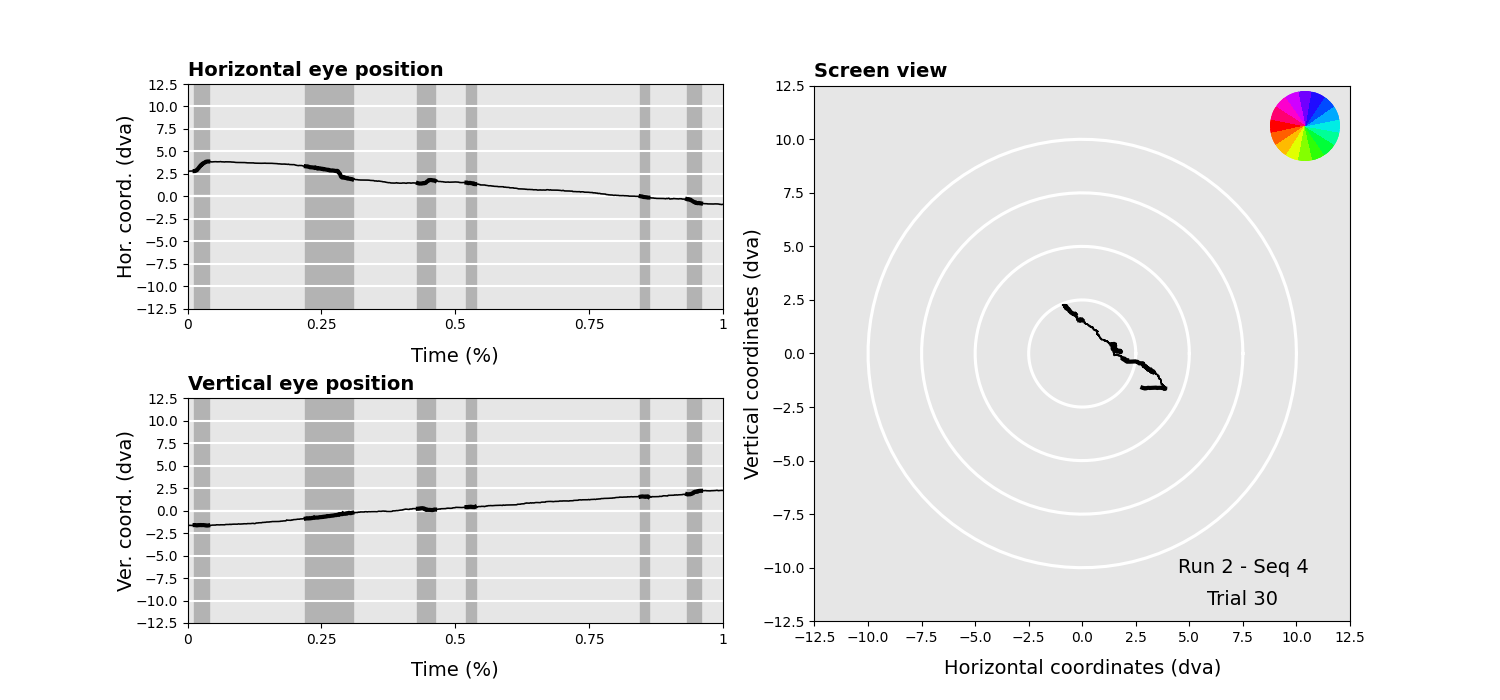 Horizontal eye position
12.5
10.0
7.5
5.0
2.5
0.0
−2.5
−5.0
−7.5
−10.0
−12.5
Hor. coord. (dva)
0 0.25 0.5 0.75 1
Time (%)
Vertical eye position
12.5
10.0
7.5
5.0
2.5
0.0
−2.5
−5.0
−7.5
−10.0
−12.5
Ver. coord. (dva)
0 0.25 0.5 0.75 1
Time (%)
Screen view
12.5
10.0
7.5
5.0
2.5
0.0
−2.5
−5.0
−7.5
−10.0
−12.5
Vertical coordinates (dva)
Run 2 - Seq 4
Trial 30
−12.5 −10.0 −7.5 −5.0 −2.5 0.0 2.5 5.0 7.5 10.0 12.5
Horizontal coordinates (dva)